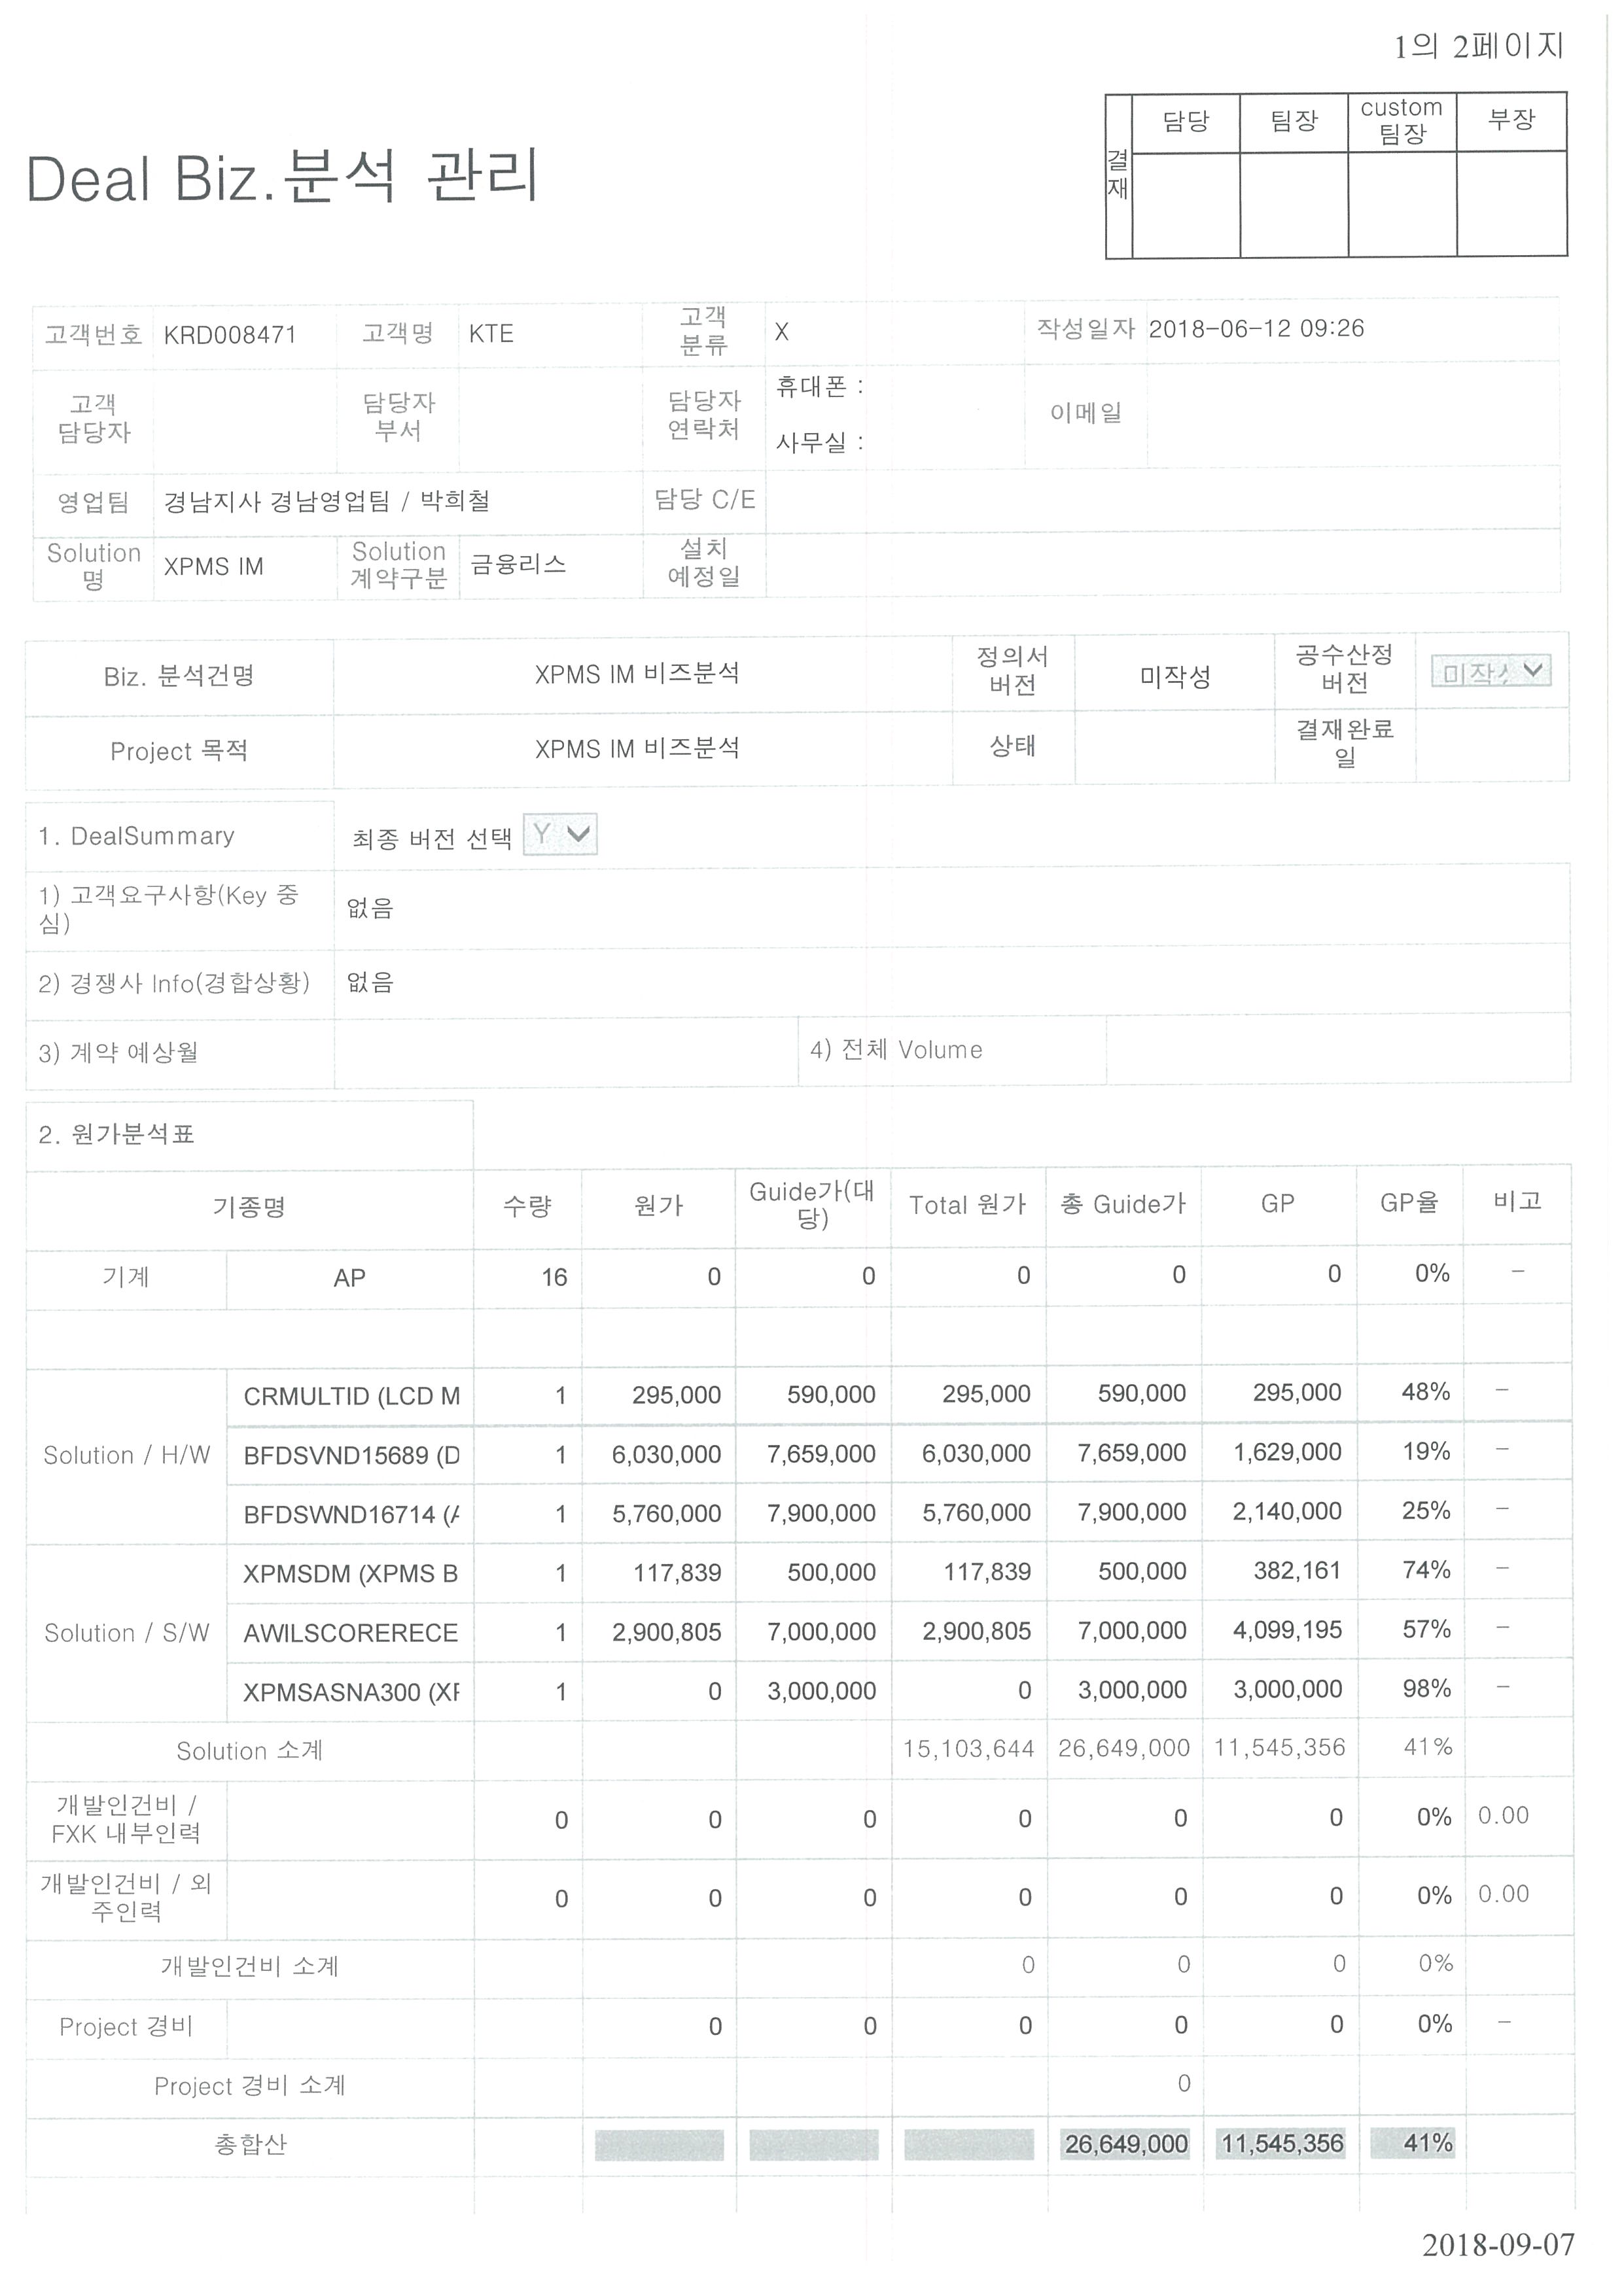 1의 2페이지
결재 담당 팀장 custom 팀장 부장
Deal Biz.분석 관리
고객번호 KRD008471 고객명 KTE 고객 분류 X 작성일자 2018-06-12 09:26
고객 담당자 담당자 부서 담당자 연락처 휴대폰 : 사무실 : 이메일
영업팀 경남지사 경남영업팀 / 박희철 담당 C/E
Solution 명 XPMS IM Solution 계약구분 금융리스 설치 예정일
Biz. 분석건명 XPMS IM 비즈분석 정의서 버전 미작성 공수산정 버전 미작
Project 목적 XPMS IM 비즈분석 상태 결재완료 일
1. DealSummary 최종 버전 선택 Y
1) 고객요구사항(Key 중
심) 없음
2) 경쟁사 Info(경합상황) 없음
3) 계약 예상월 4) 전체 Volume
2. 원가분석표
기종명 수량 원가 Guide가(대당) Total 원가 총 Guide가 GP GP율 비고
기계 AP 16 0 0 0 0 0 0% –
Solution / H/W
CRMULTID (LCD M 1 295,000 590,000 295,000 590,000 295,000 48% –
BFDSVND15689 (D 1 6,030,000 7,659,000 6,030,000 7,659,000 1,629,000 19% –
BFDSWND16714 (A 1 5,760,000 7,900,000 5,760,000 7,900,000 2,140,000 25% –
Solution / S/W
XPMSDM (XPMS B 1 117,839 500,000 117,839 500,000 382,161 74% –
AWILSCORERECE 1 2,900,805 7,000,000 2,900,805 7,000,000 4,099,195 57% –
XPMSASNA300 (XF 1 0 3,000,000 0 3,000,000 3,000,000 98% –
Solution 소계 15,103,644 26,649,000 11,545,356 41%
개발인건비 /
FXK 내부인력 0 0 0 0 0 0 0% 0.00
개발인건비 / 외
주인력 0 0 0 0 0 0 0% 0.00
개발인건비 소계 0 0 0 0%
Project 경비 0 0 0 0 0 0% –
Project 경비 소계 0
총합산 26,649,000 11,545,356 41%
2018-09-07